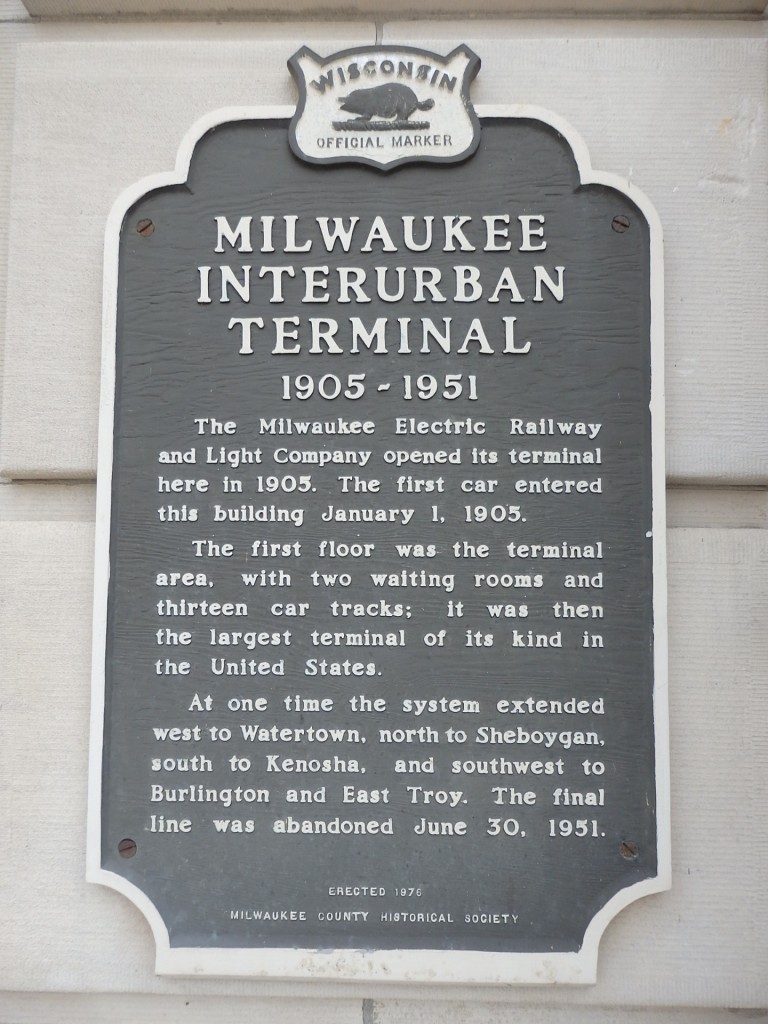 WISCONSIN
OFFICIAL MARKER
MILWAUKEE
INTERURBAN
TERMINAL
1905 - 1951
The Milwaukee Electric Railway
and Light Company opened its terminal
here in 1905. The first car entered
this building January 1, 1905.
The first floor was the terminal
area, with two waiting rooms and
thirteen car tracks; it was then
the largest terminal of its kind in
the United States.
At one time the system extended
west to Watertown, north to Sheboygan,
south to Kenosha, and southwest to
Burlington and East Troy. The final
line was abandoned June 30, 1951.
ERECTED 1976
MILWAUKEE COUNTY HISTORICAL SOCIETY